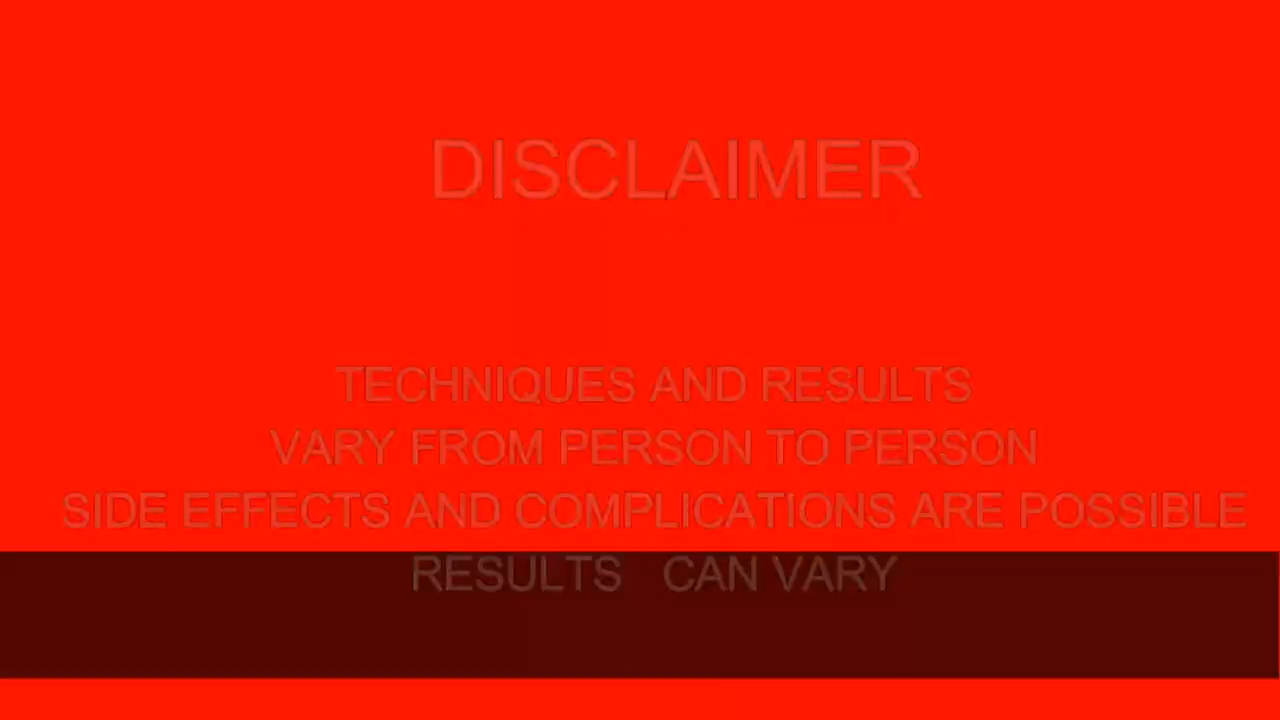 DISCLAIMER
TECHNIQUES AND RESULTS
VARY FROM PERSON TO PERSON
SIDE EFFECTS AND COMPLICATIONS ARE POSSIBLE
RESULTS CAN VARY